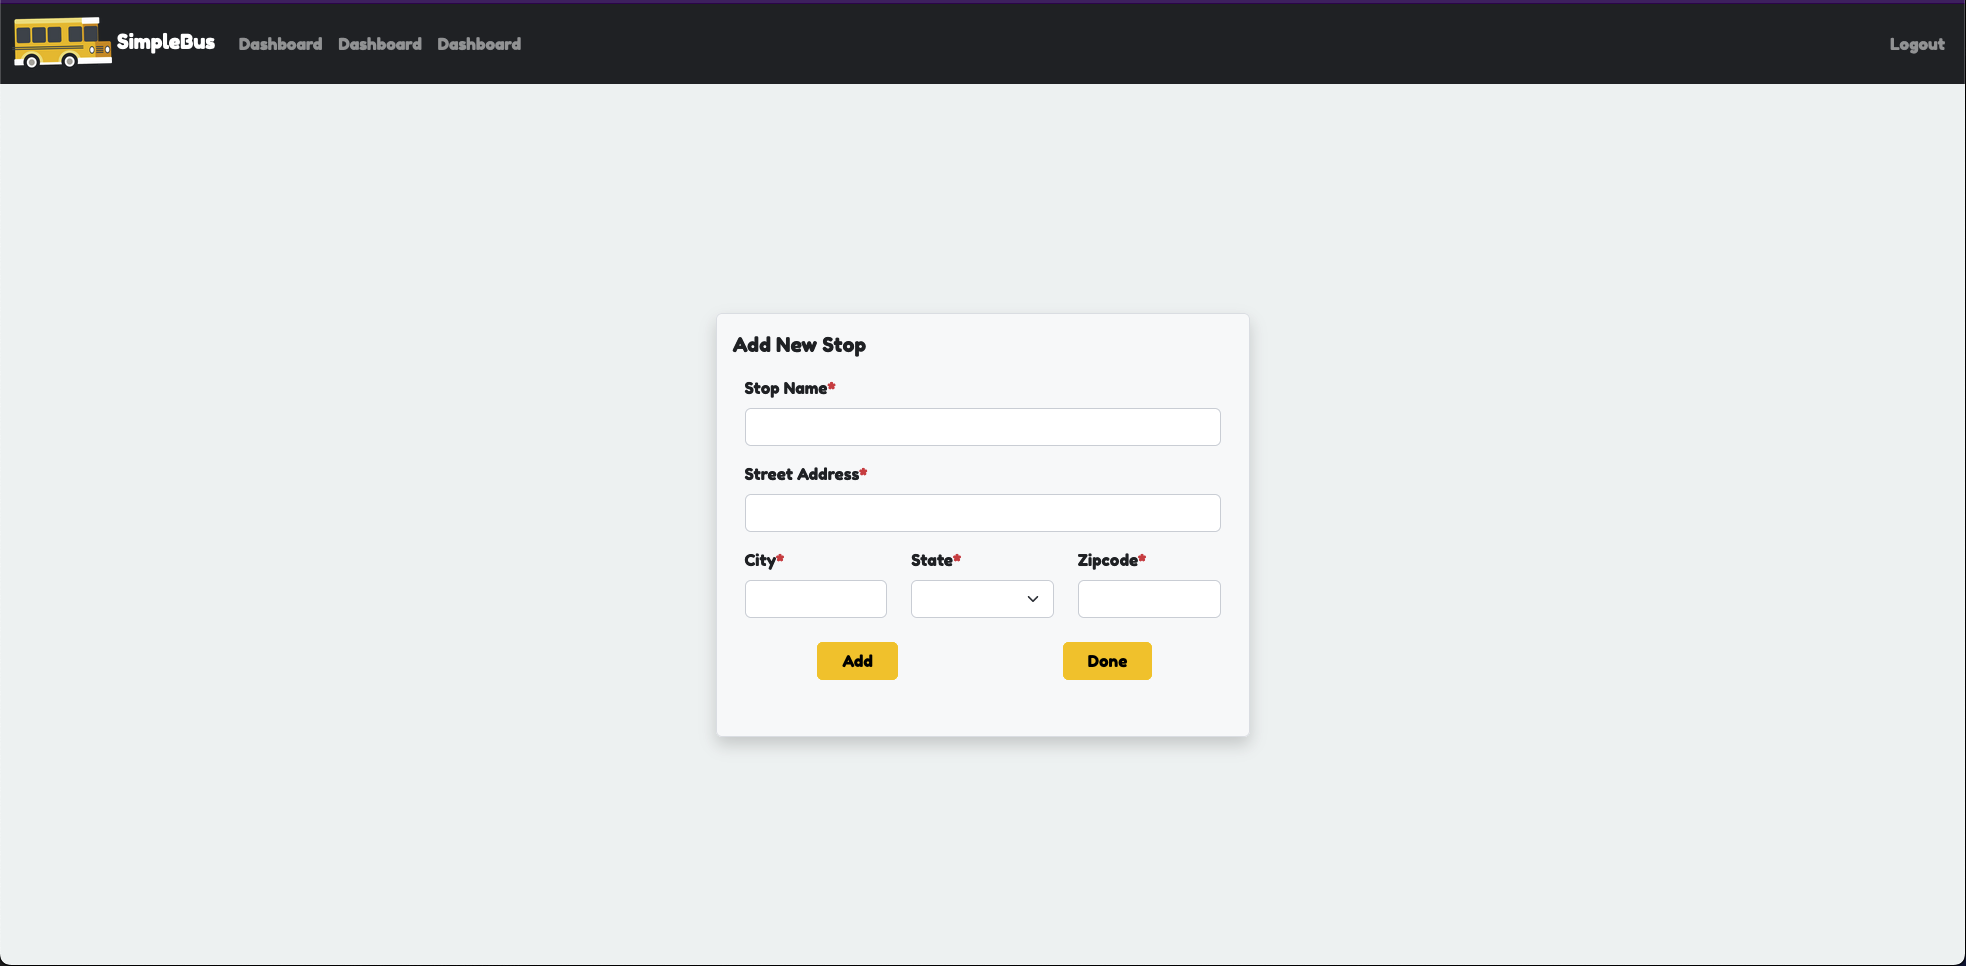 SimpleBus Dashboard Dashboard Dashboard Logout
Add New Stop
Stop Name*
Street Address*
City* State* Zipcode*
Add Done